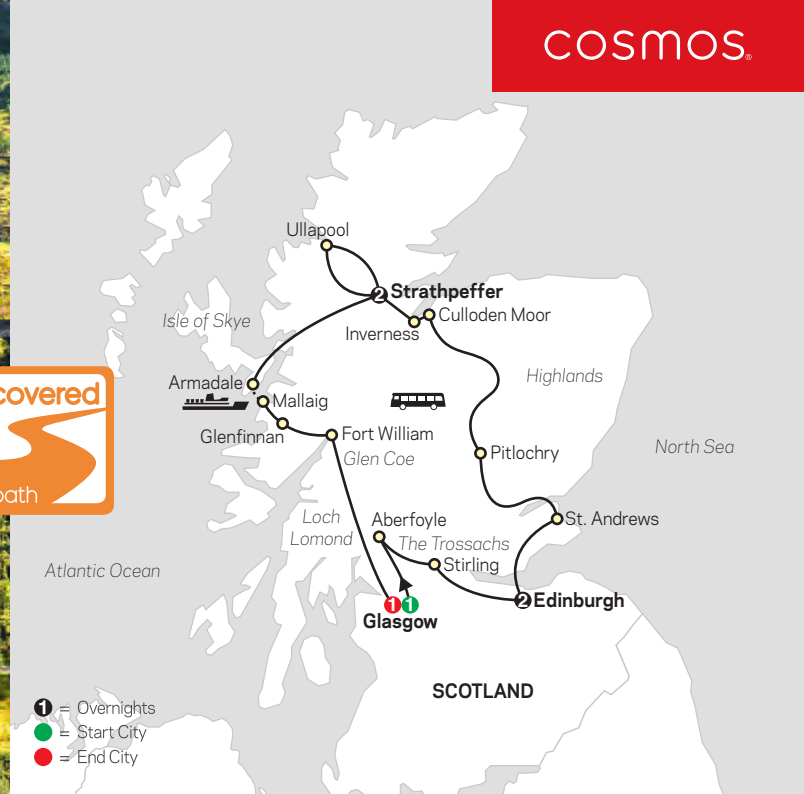 cosmos®
Ullapool
2 Strathpeffer
Culloden Moor
Inverness
Isle of Skye
Highlands
Armadale
Mallaig
Glenfinnan
Fort William
Glen Coe
Pitlochry
North Sea
covered
path
Loch
Lomond
Aberfoyle
The Trossachs
Stirling
St. Andrews
Atlantic Ocean
1 1
Glasgow
2 Edinburgh
SCOTLAND
1 = Overnights
= Start City
= End City